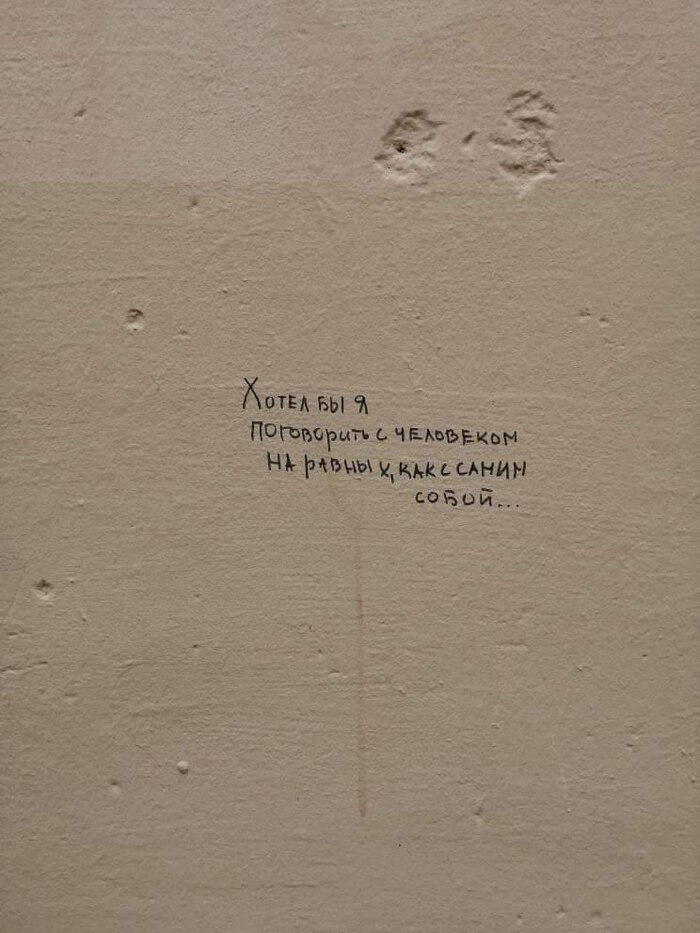 Хотел бы я
поговорить с человеком
на равных, как с самим
собой...